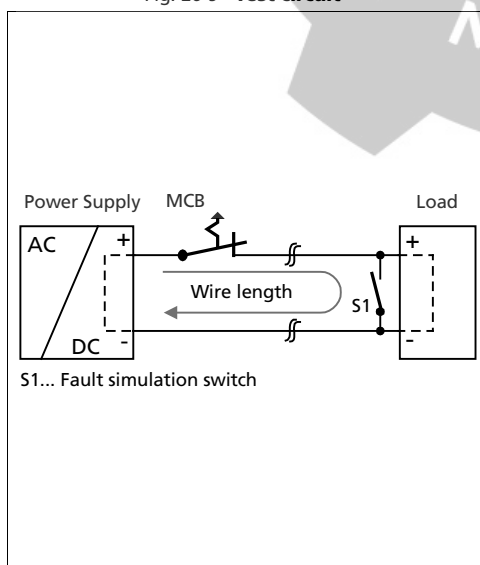 Power Supply MCB Load
AC + +
Wire length
S1
DC - -
S1... Fault simulation switch